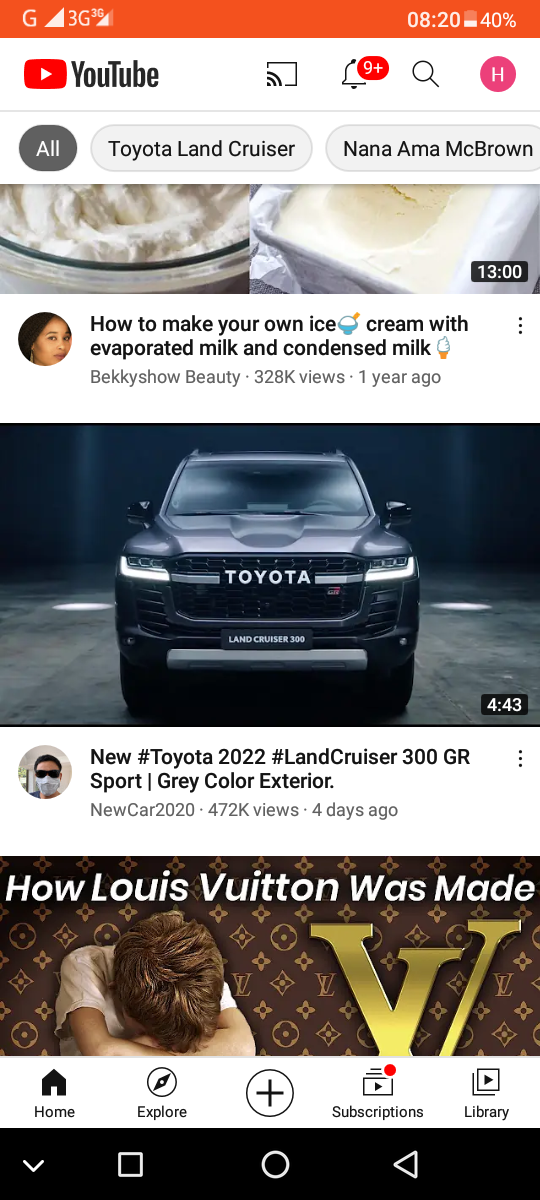 G 3G 3G 08:20 40%
YouTube 9+ H
All Toyota Land Cruiser Nana Ama McBrown
13:00
How to make your own ice🍧 cream with
evaporated milk and condensed milk🍦
Bekkyshow Beauty · 328K views · 1 year ago
TOYOTA
GR
LAND CRUISER 300
4:43
New #Toyota 2022 #LandCruiser 300 GR
Sport | Grey Color Exterior.
NewCar2020 · 472K views · 4 days ago
How Louis Vuitton Was Made
LV
Home Explore Subscriptions Library